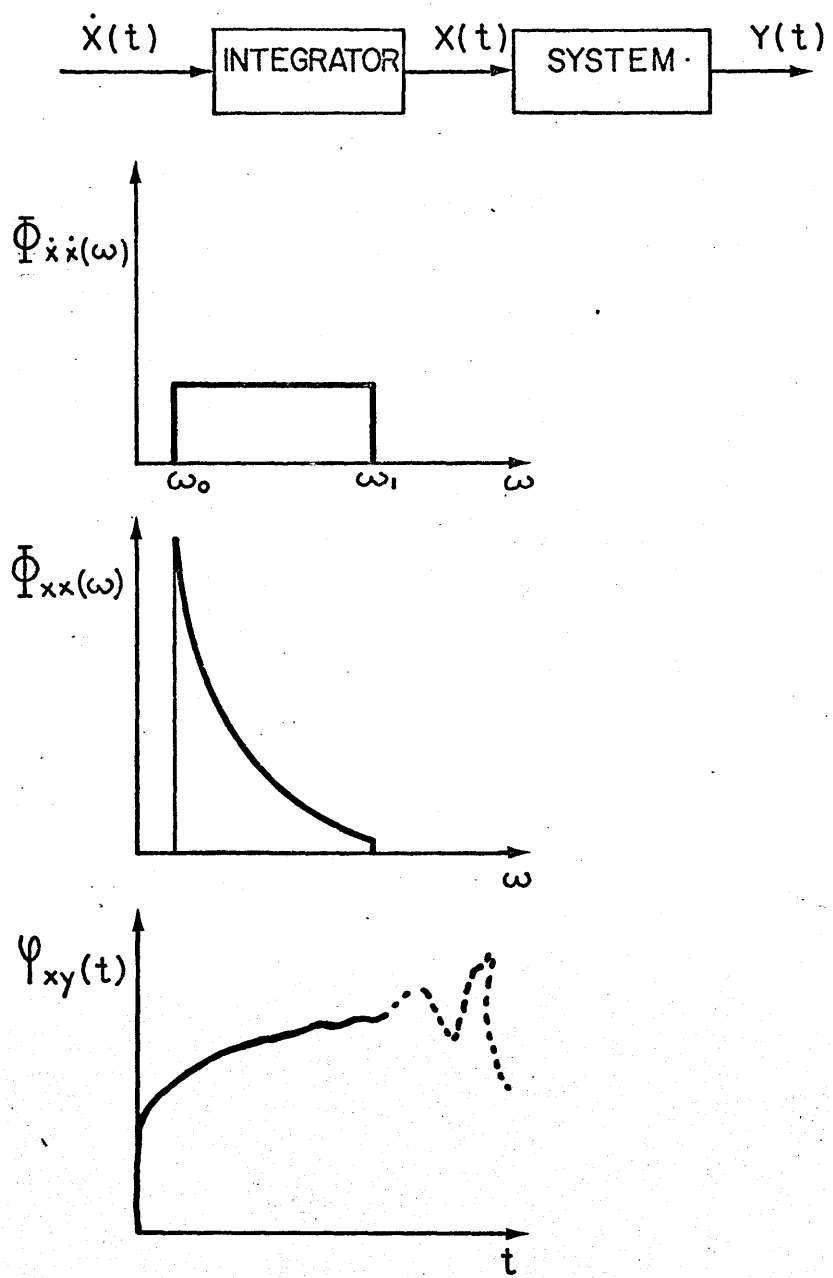 Ẋ(t) X(t) Y(t)
INTEGRATOR SYSTEM
Φẋẋ(ω)
ω₀ ω₁ ω
Φxx(ω)
ω
φxy(t)
t